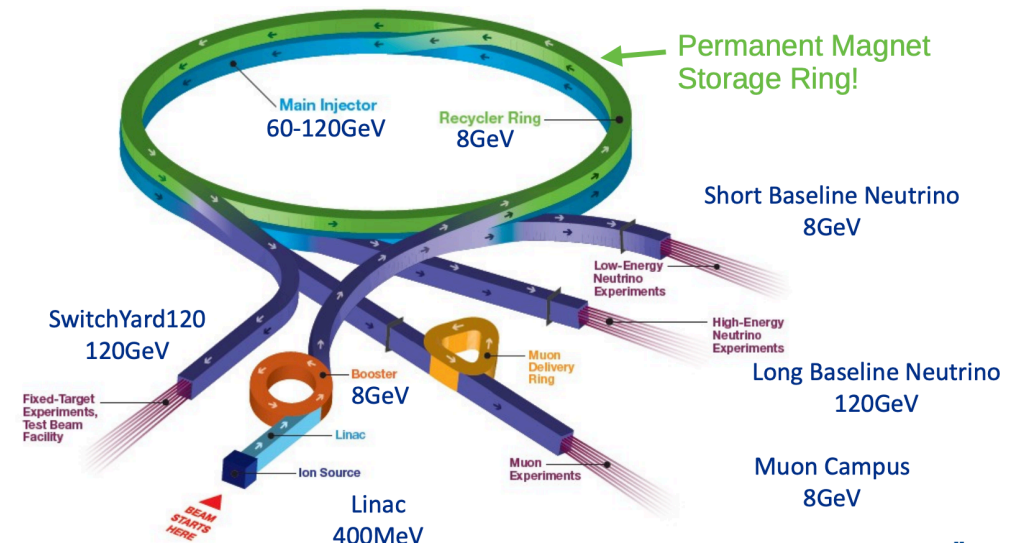 Permanent Magnet
Storage Ring!
Main Injector
60-120GeV
Recycler Ring
8GeV
Short Baseline Neutrino
8GeV
Low-Energy
Neutrino
Experiments
SwitchYard120
120GeV
High-Energy
Neutrino
Experiments
Muon
Delivery
Ring
Booster
8GeV
Long Baseline Neutrino
120GeV
Fixed-Target
Experiments,
Test Beam
Facility
Linac
Ion Source
Muon
Experiments
Muon Campus
8GeV
BEAM
STARTS
HERE
Linac
400MeV